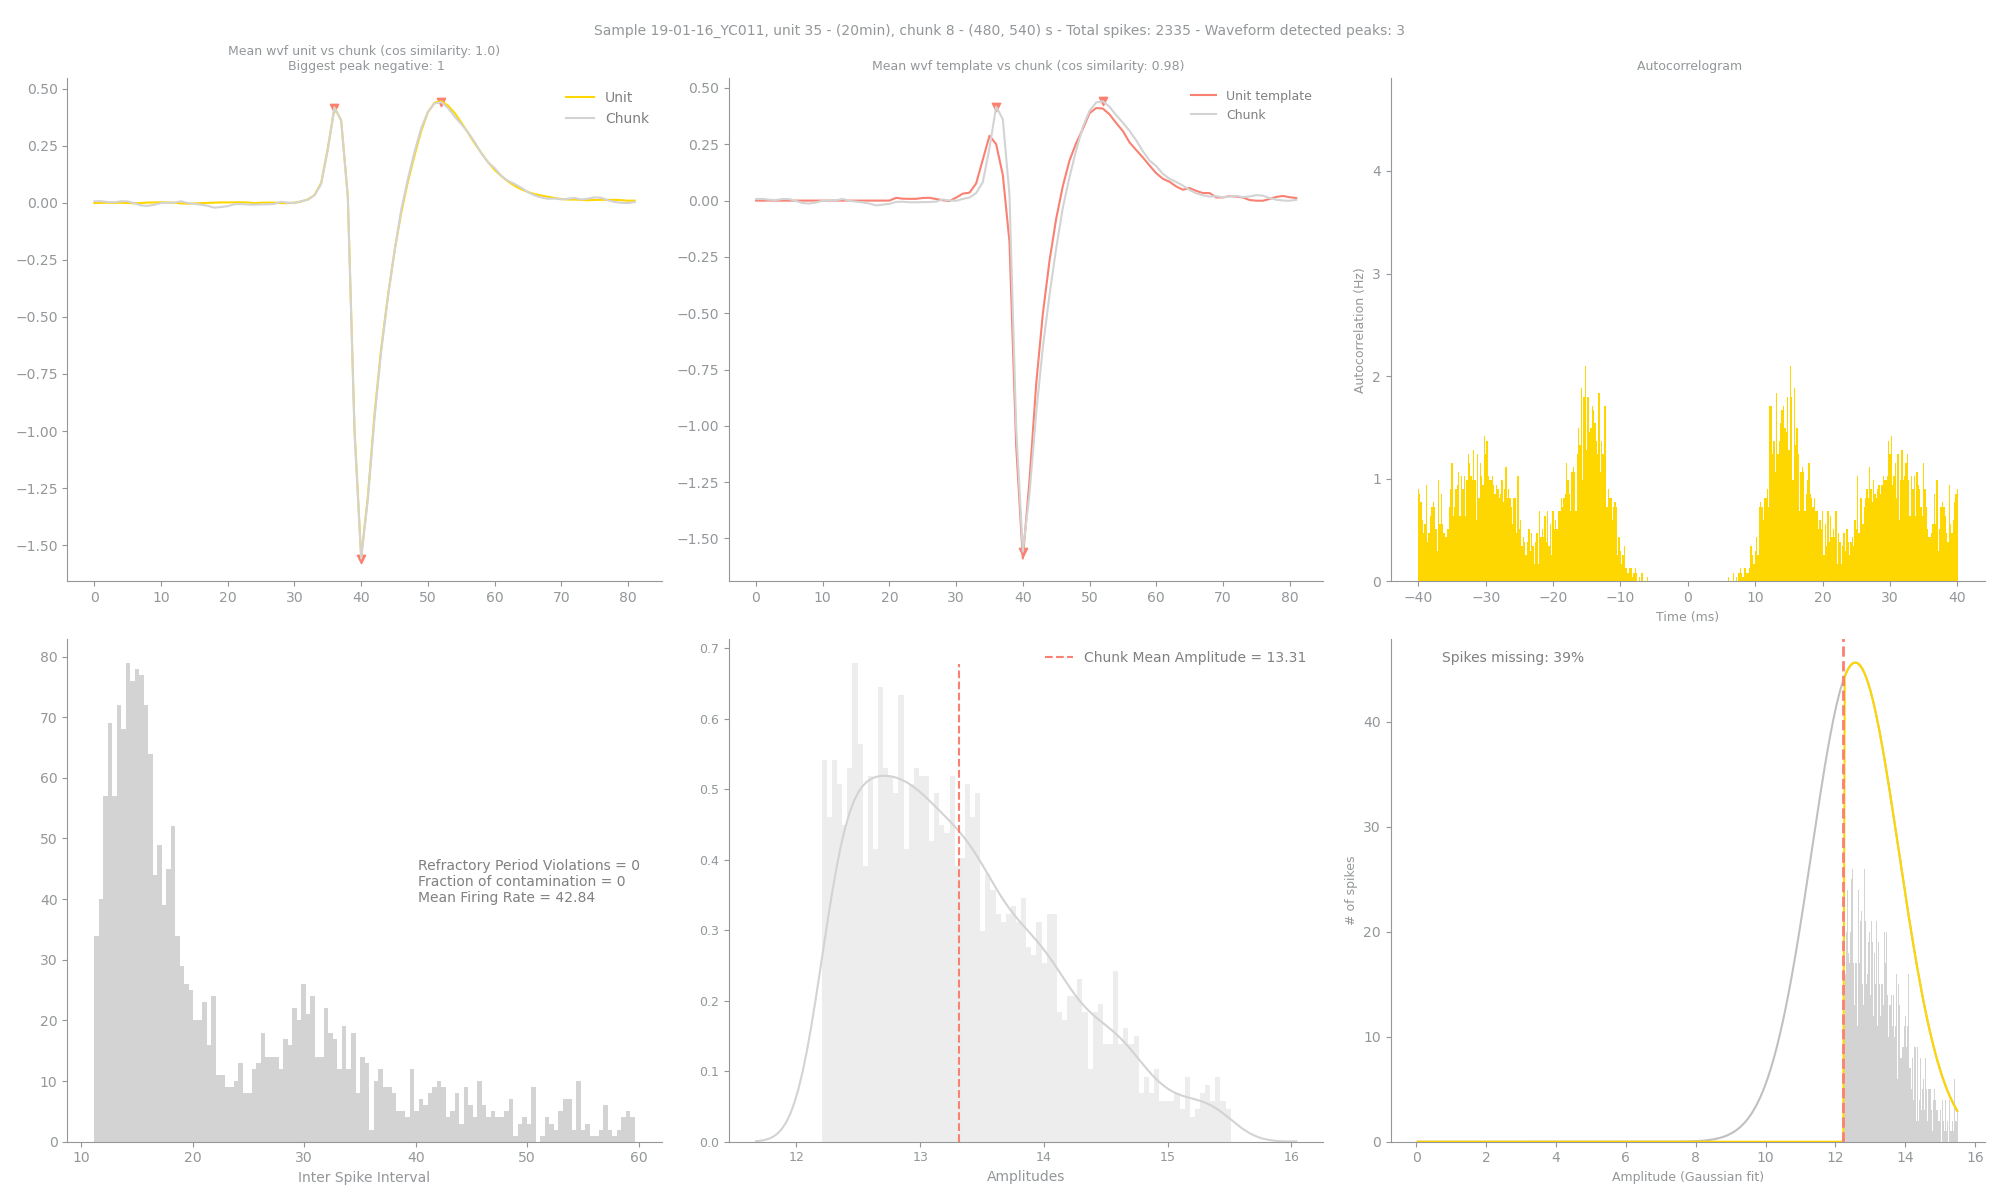 Sample 19-01-16_YC011, unit 35 - (20min), chunk 8 - (480, 540) s - Total spikes: 2335 - Waveform detected peaks: 3
Mean wvf unit vs chunk (cos similarity: 1.0)
Biggest peak negative: 1
0.50
0.25
0.00
−0.25
−0.50
−0.75
−1.00
−1.25
−1.50
0 10 20 30 40 50 60 70 80
Unit
Chunk
Mean wvf template vs chunk (cos similarity: 0.98)
0.50
0.25
0.00
−0.25
−0.50
−0.75
−1.00
−1.25
−1.50
0 10 20 30 40 50 60 70 80
Unit template
Chunk
Autocorrelogram
Autocorrelation (Hz)
4
3
2
1
0
−40 −30 −20 −10 0 10 20 30 40
Time (ms)
80
70
60
50
40
30
20
10
0
Refractory Period Violations = 0
Fraction of contamination = 0
Mean Firing Rate = 42.84
10 20 30 40 50 60
Inter Spike Interval
0.7
0.6
0.5
0.4
0.3
0.2
0.1
0.0
Chunk Mean Amplitude = 13.31
12 13 14 15 16
Amplitudes
Spikes missing: 39%
# of spikes
40
30
20
10
0
0 2 4 6 8 10 12 14 16
Amplitude (Gaussian fit)